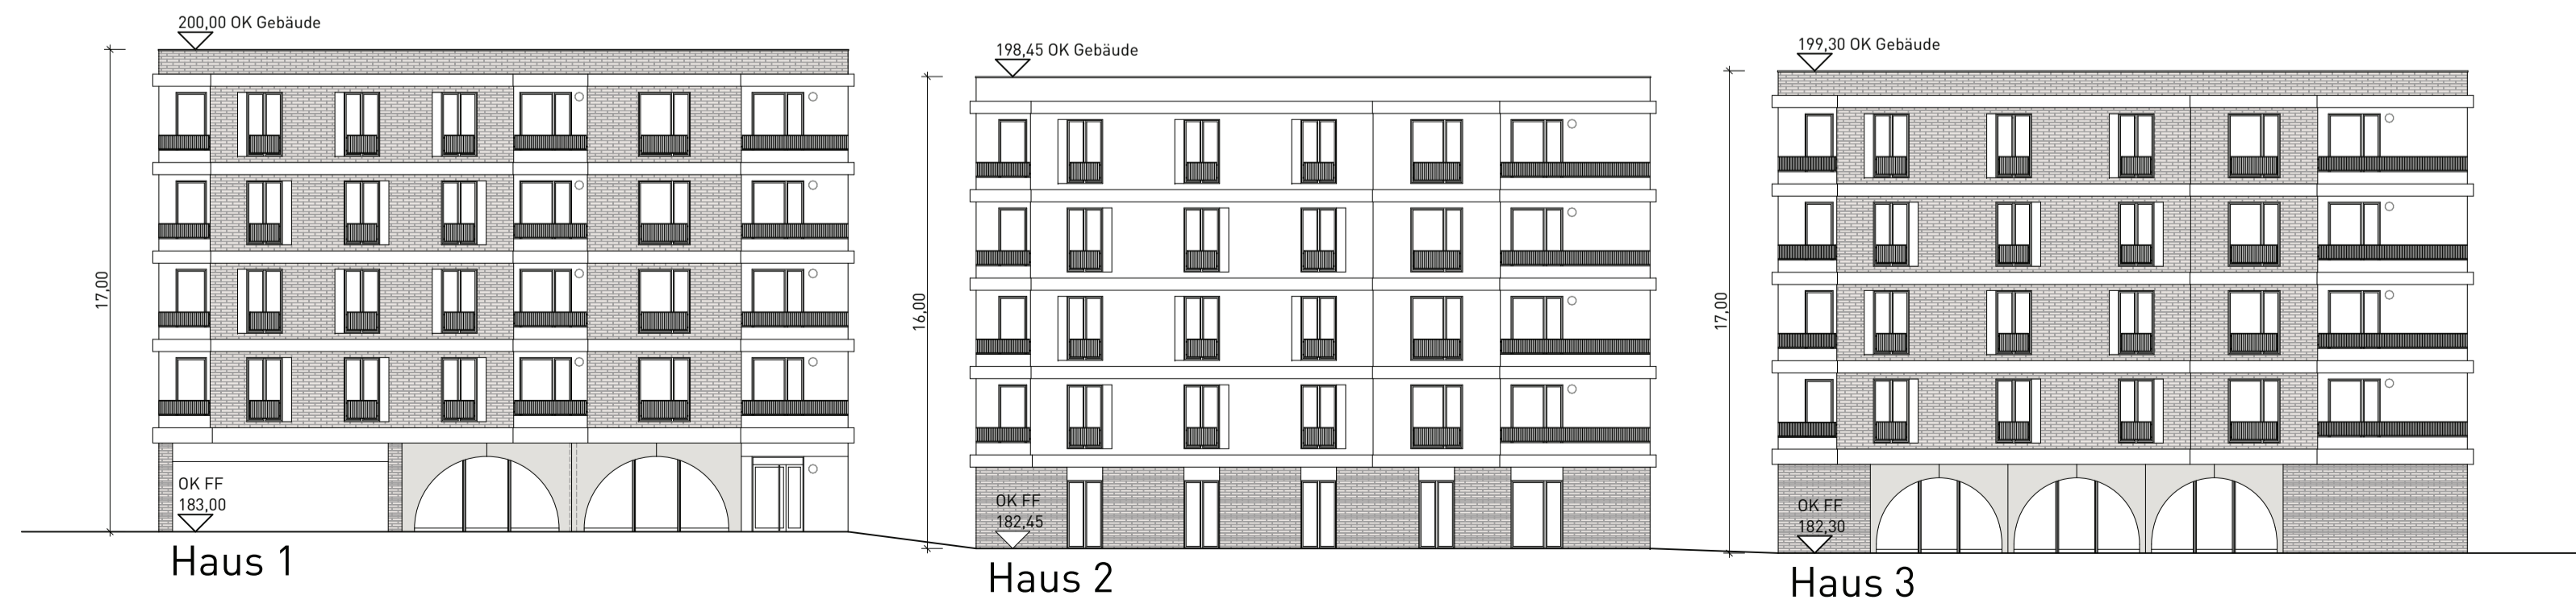 200,00 OK Gebäude
17,00
OK FF
183,00
Haus 1
198,45 OK Gebäude
16,00
OK FF
182,45
Haus 2
199,30 OK Gebäude
17,00
OK FF
182,30
Haus 3